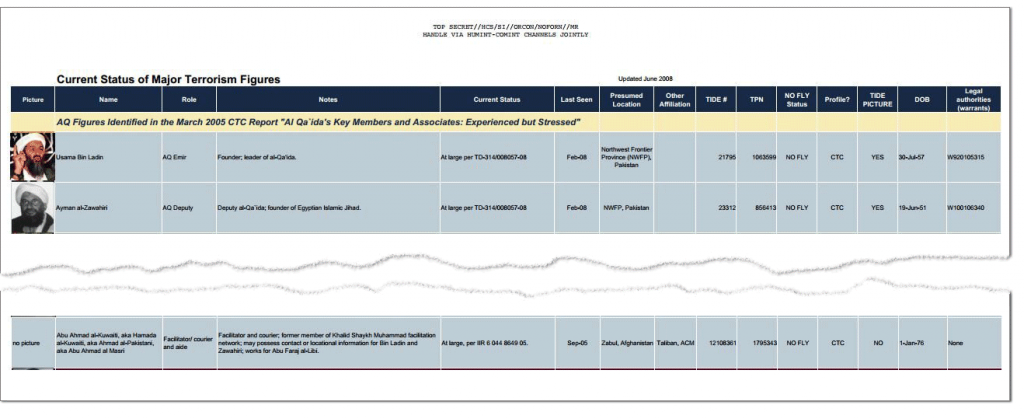 TOP SECRET//HCS/SI//ORCON/NOFORN//MR
HANDLE VIA HUMINT-COMINT CHANNELS JOINTLY
Current Status of Major Terrorism Figures
Updated June 2008
Picture
Name
Role
Notes
Current Status
Last Seen
Presumed
Location
Other
Affiliation
TIDE #
TPN
NO FLY
Status
Profile?
TIDE
PICTURE
DOB
Legal
authorities
(warrants)
AQ Figures Identified in the March 2005 CTC Report "Al Qa`ida's Key Members and Associates: Experienced but Stressed"
Usama Bin Ladin
AQ Emir
Founder; leader of al-Qa'ida.
At large per TD-314/008057-08
Feb-08
Northwest Frontier
Province (NWFP),
Pakistan
21795
1063599
NO FLY
CTC
YES
30-Jul-57
W920105315
Ayman al-Zawahiri
AQ Deputy
Deputy al-Qa`ida; founder of Egyptian Islamic Jihad.
At large per TD-314/008057-08
Feb-08
NWFP, Pakistan
23312
856413
NO FLY
CTC
YES
19-Jun-51
W100106340
no picture
Abu Ahmad al-Kuwaiti, aka Hamada
al-Kuwaiti, aka Ahmad al-Pakistani,
aka Abu Ahmad al Masri
Facilitator/ courier
and aide
Facilitator and courier; former member of Khalid Shaykh Muhammad facilitation
network; may possess contact or locational information for Bin Ladin and
Zawahiri; works for Abu Faraj al-Libi.
At large, per IIR 6 044 8649 05.
Sep-05
Zabul, Afghanistan
Taliban, ACM
12108361
1795343
NO FLY
CTC
NO
1-Jan-76
None